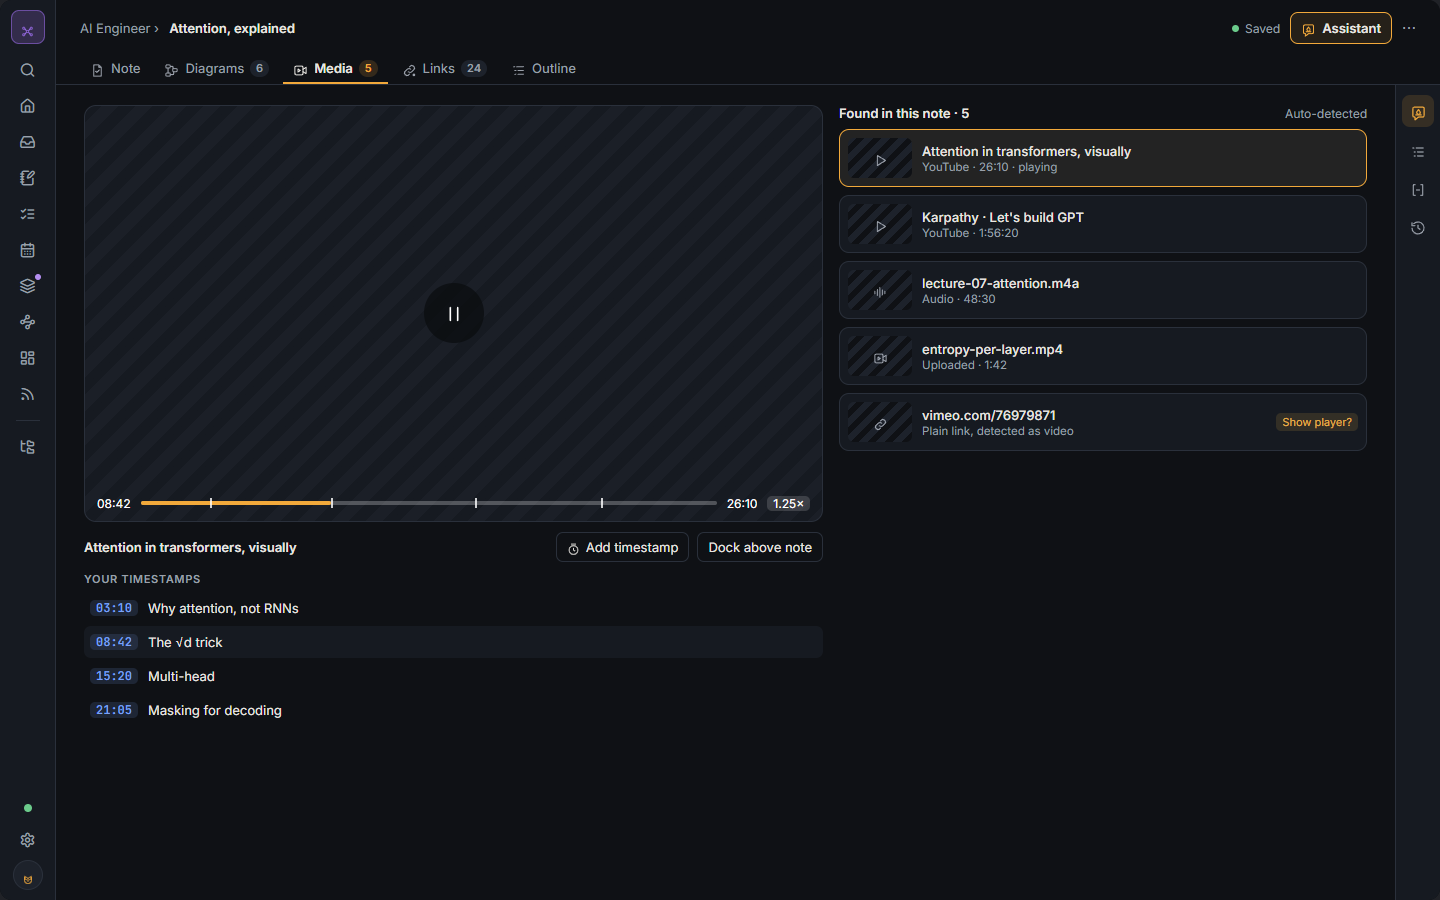 AI Engineer › Attention, explained
Saved
Assistant
Note
Diagrams 6
Media 5
Links 24
Outline
08:42
26:10
1.25×
Attention in transformers, visually
Add timestamp
Dock above note
YOUR TIMESTAMPS
03:10 Why attention, not RNNs
08:42 The √d trick
15:20 Multi-head
21:05 Masking for decoding
Found in this note · 5
Auto-detected
Attention in transformers, visually
YouTube · 26:10 · playing
Karpathy · Let's build GPT
YouTube · 1:56:20
lecture-07-attention.m4a
Audio · 48:30
entropy-per-layer.mp4
Uploaded · 1:42
vimeo.com/76979871
Plain link, detected as video
Show player?